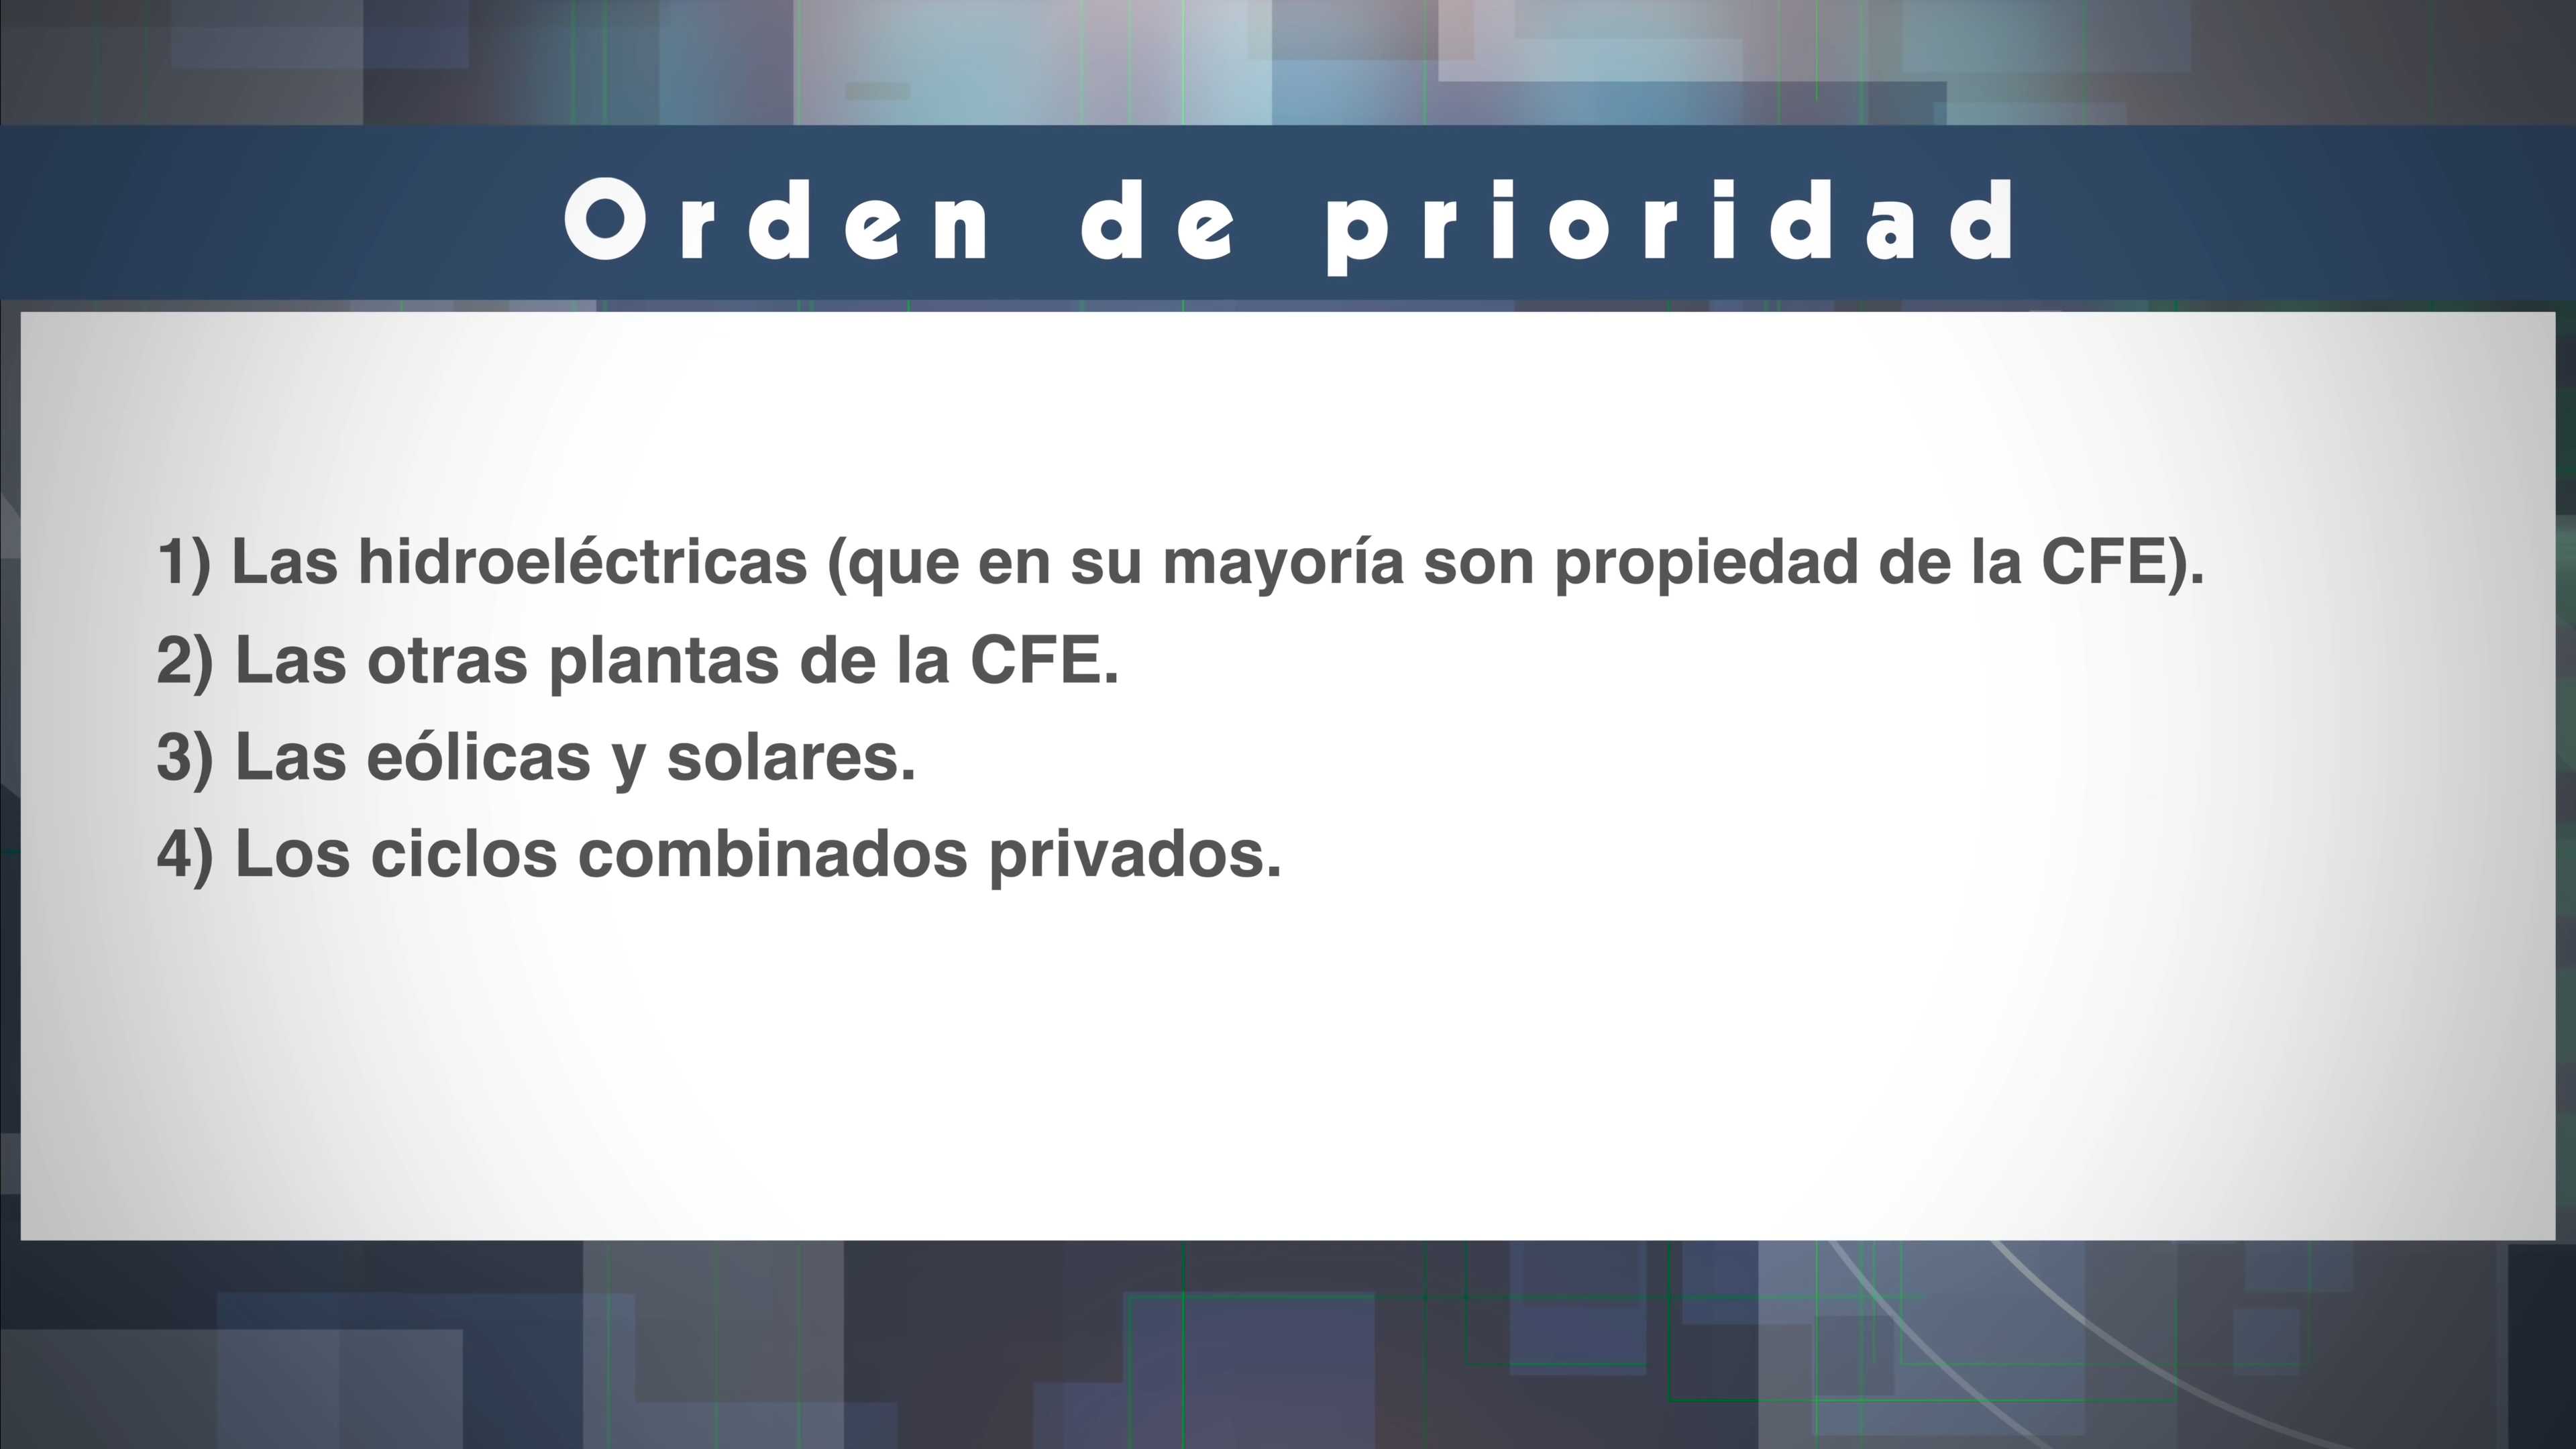 Orden de prioridad
1) Las hidroeléctricas (que en su mayoría son propiedad de la CFE).
2) Las otras plantas de la CFE.
3) Las eólicas y solares.
4) Los ciclos combinados privados.